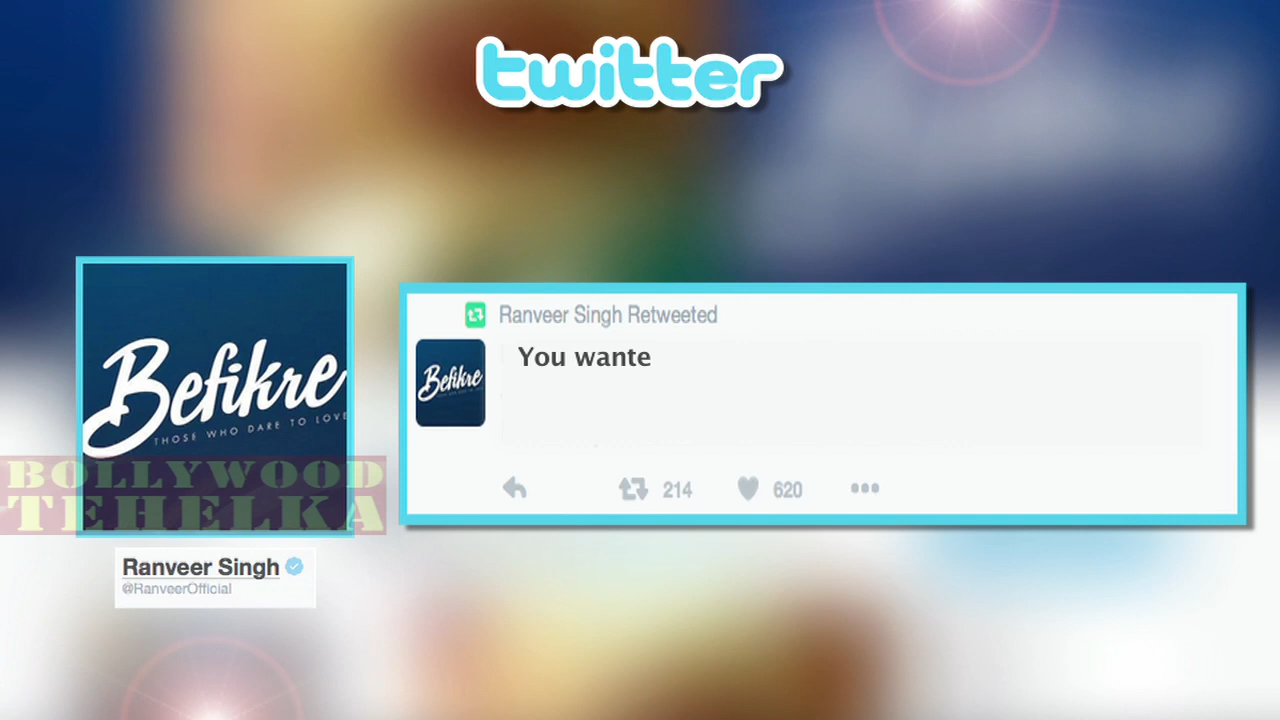 twitter
Befikre
THOSE WHO DARE TO LOVE
BOLLYWOOD
TEHELKA
Ranveer Singh
@RanveerOfficial
Ranveer Singh Retweeted
Befikre
You wante
214 620